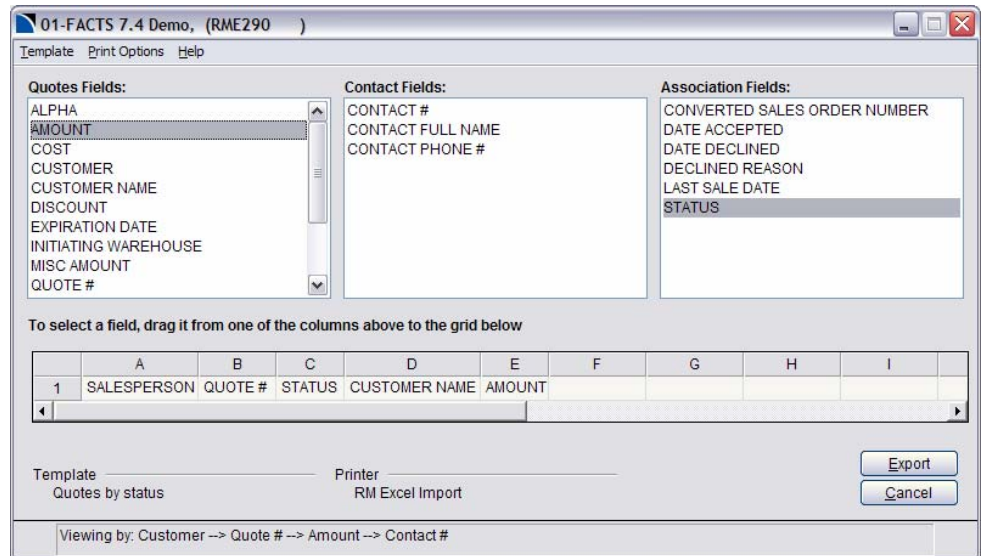 01-FACTS 7.4 Demo, (RME290 )
Template Print Options Help
Quotes Fields: Contact Fields: Association Fields:
ALPHA
AMOUNT
COST
CUSTOMER
CUSTOMER NAME
DISCOUNT
EXPIRATION DATE
INITIATING WAREHOUSE
MISC AMOUNT
QUOTE #
CONTACT #
CONTACT FULL NAME
CONTACT PHONE #
CONVERTED SALES ORDER NUMBER
DATE ACCEPTED
DATE DECLINED
DECLINED REASON
LAST SALE DATE
STATUS
To select a field, drag it from one of the columns above to the grid below
A B C D E F G H I
1 SALESPERSON QUOTE # STATUS CUSTOMER NAME AMOUNT
Template
Quotes by status
Printer
RM Excel Import
Export
Cancel
Viewing by: Customer --> Quote # --> Amount --> Contact #